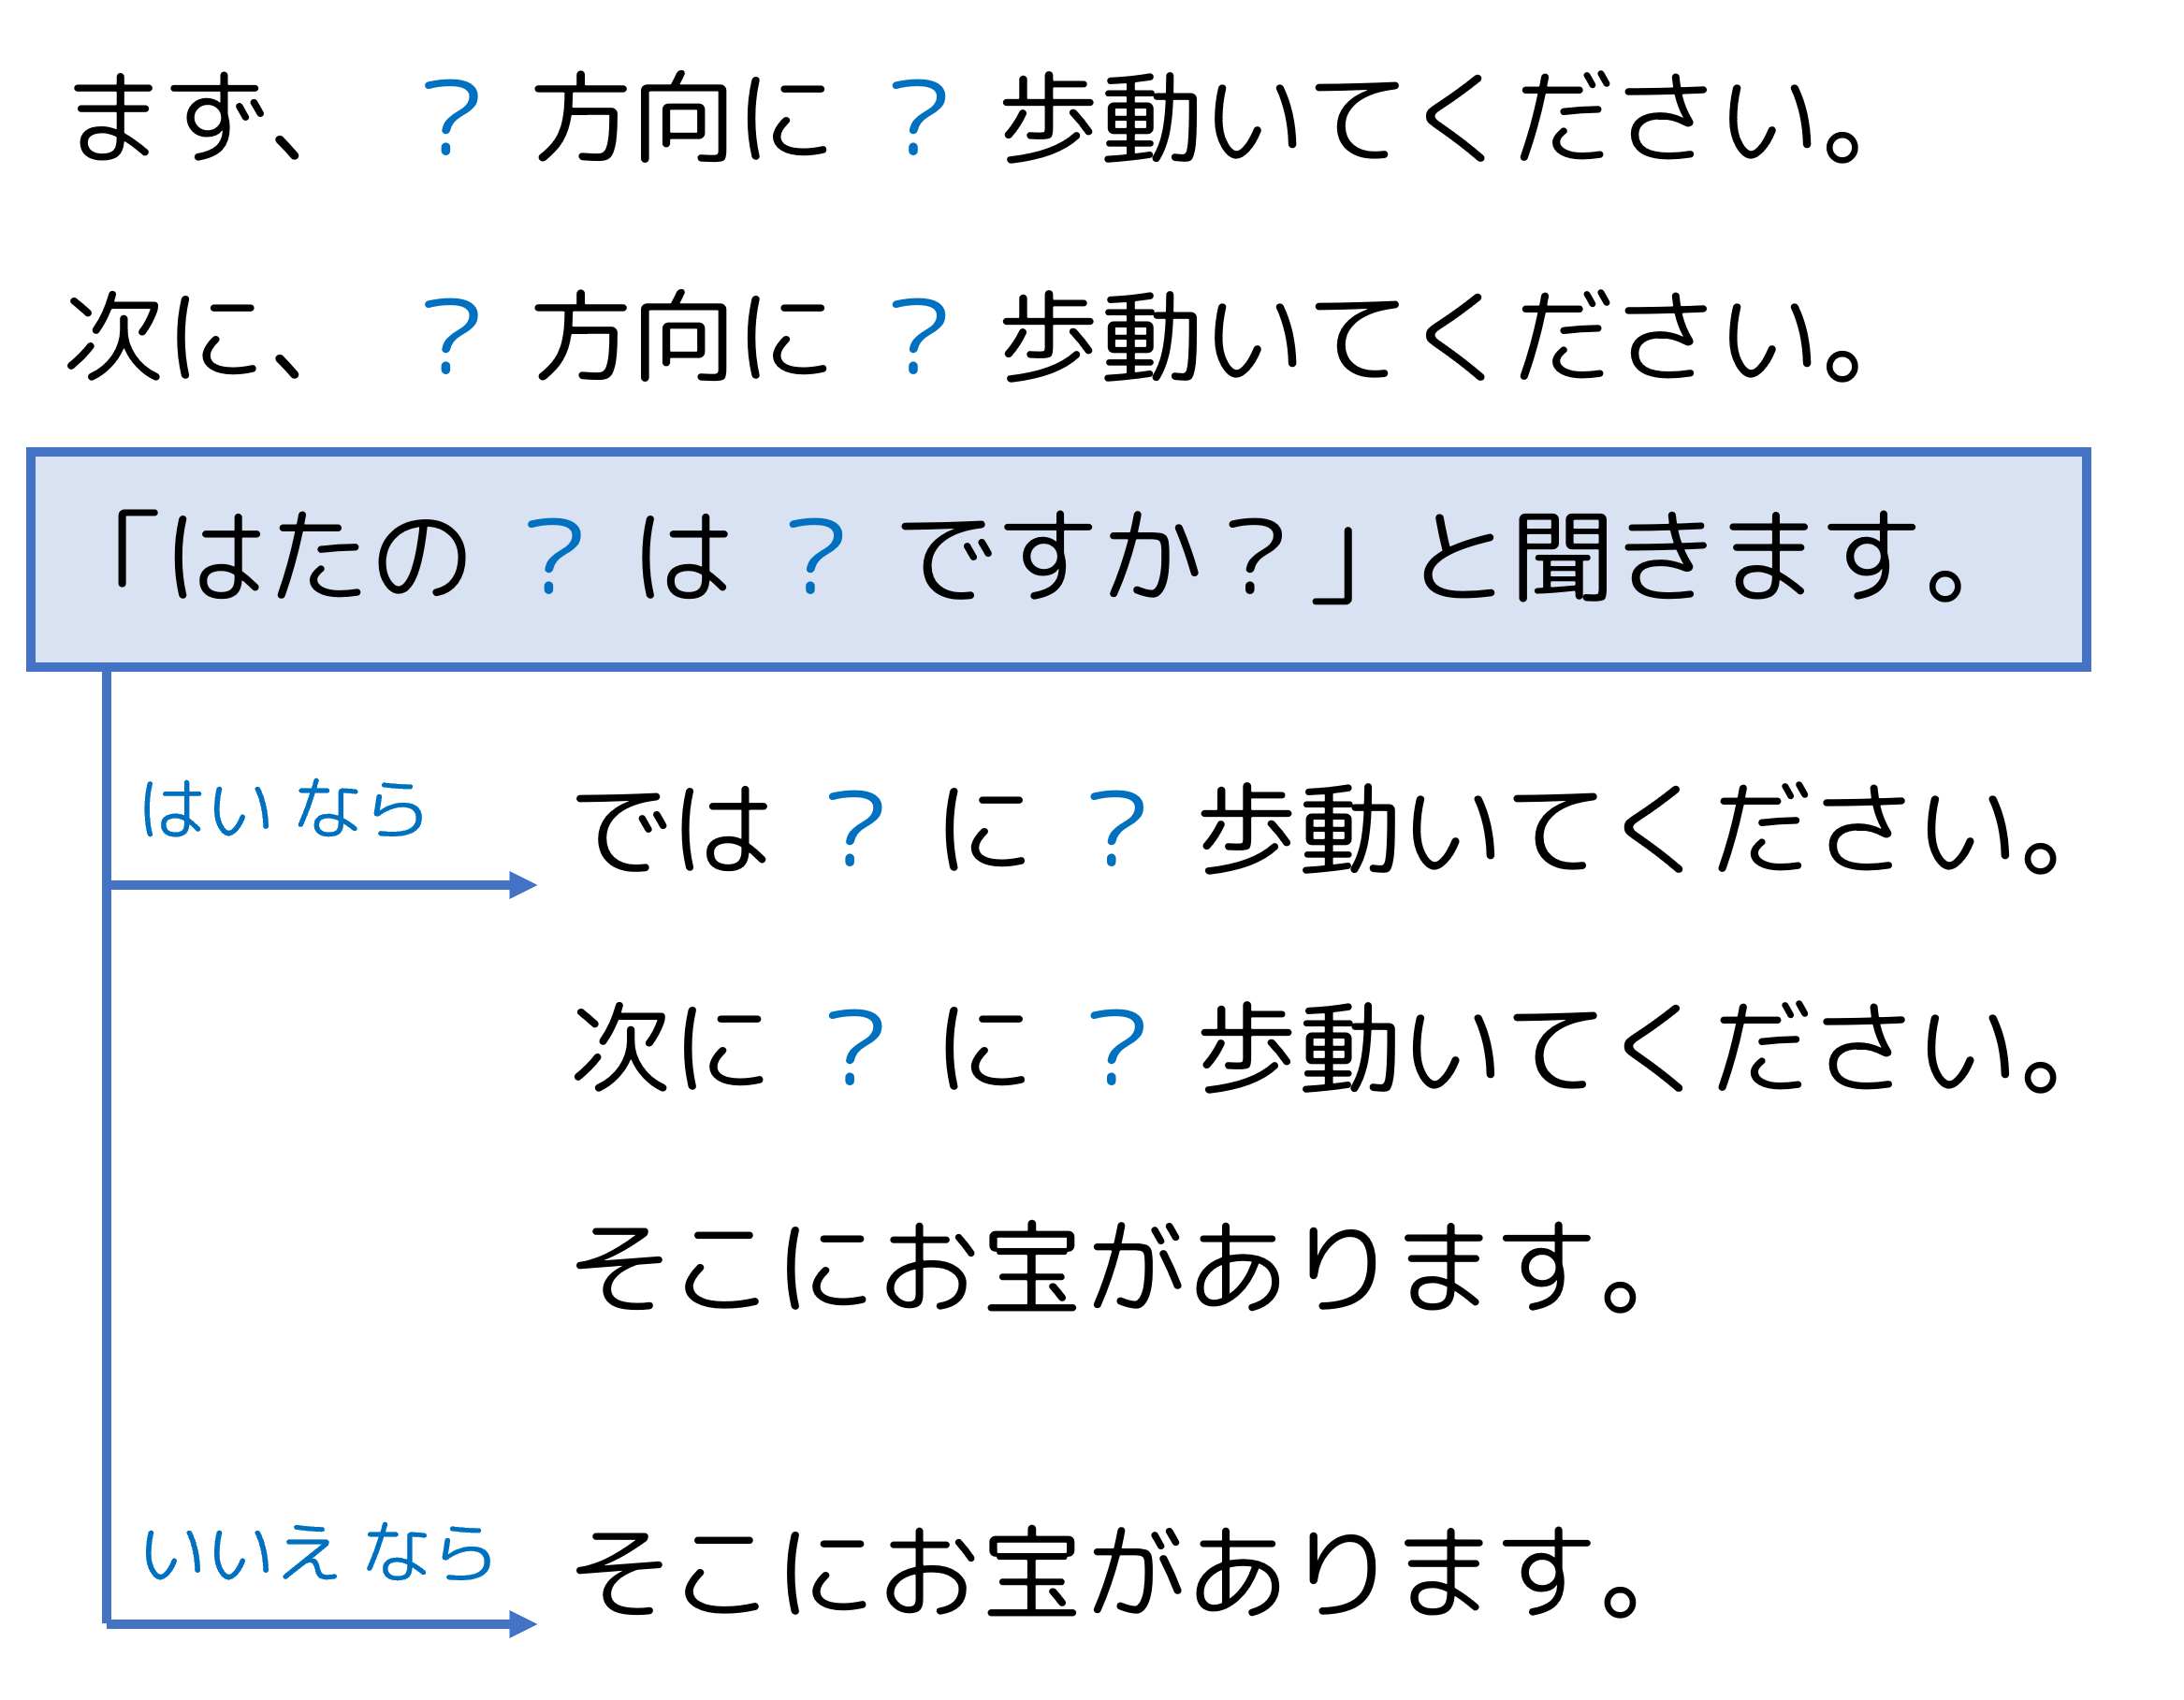 まず、 ? 方向に ? 歩動いてください。
次に、 ? 方向に ? 歩動いてください。
「はたの ? は ? ですか?」と聞きます。
はい なら
では ? に ? 歩動いてください。
次に ? に ? 歩動いてください。
そこにお宝があります。
いいえ なら
そこにお宝があります。